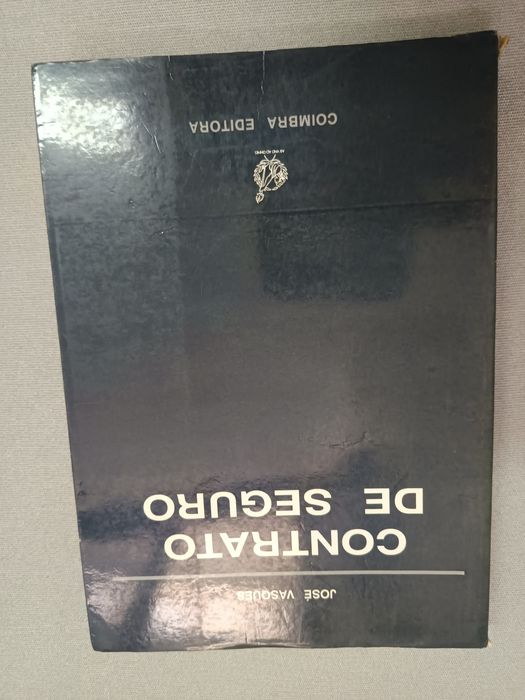 JOSÉ VASQUES
CONTRATO
DE SEGURO
COIMBRA EDITORA